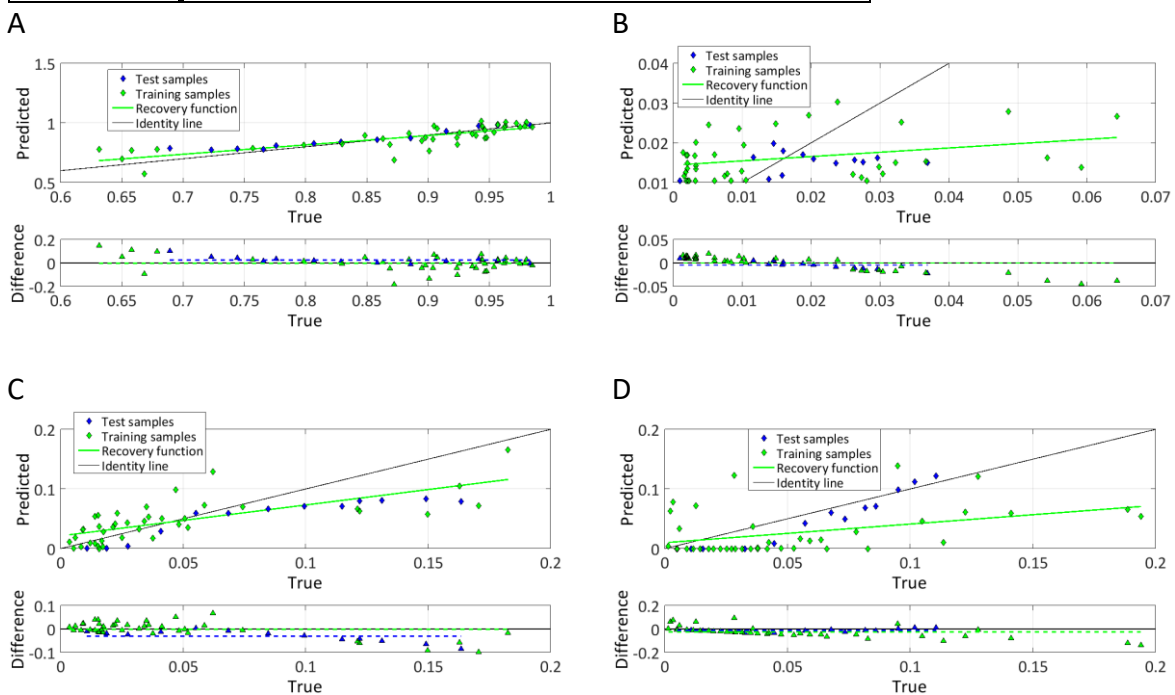 A
Predicted
1.5
1
0.5
Test samples
Training samples
Recovery function
Identity line
0.6 0.65 0.7 0.75 0.8 0.85 0.9 0.95 1
True
Difference
0.2
0
-0.2
0.6 0.65 0.7 0.75 0.8 0.85 0.9 0.95 1
True
B
Predicted
0.04
0.03
0.02
0.01
Test samples
Training samples
Recovery function
Identity line
0 0.01 0.02 0.03 0.04 0.05 0.06 0.07
True
Difference
0.05
0
-0.05
0 0.01 0.02 0.03 0.04 0.05 0.06 0.07
True
C
Predicted
0.2
0.1
0
Test samples
Training samples
Recovery function
Identity line
0 0.05 0.1 0.15 0.2
True
Difference
0.1
0
-0.1
0 0.05 0.1 0.15 0.2
True
D
Predicted
0.2
0.1
0
Test samples
Training samples
Recovery function
Identity line
0 0.05 0.1 0.15 0.2
True
Difference
0.2
0
-0.2
0 0.05 0.1 0.15 0.2
True